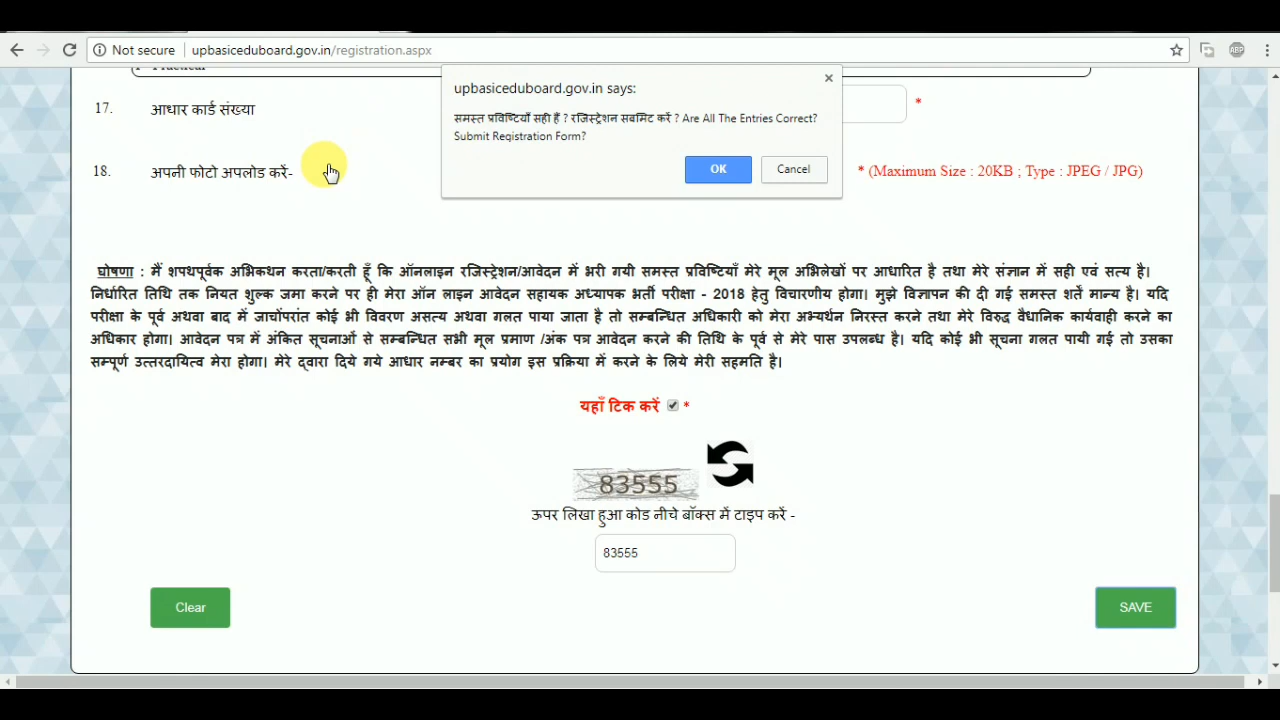 Not secure | upbasiceduboard.gov.in/registration.aspx
ABP
upbasiceduboard.gov.in says:
समस्त प्रविष्टियाँ सही हैं ? रजिस्ट्रेशन सबमिट करें ? Are All The Entries Correct?
Submit Registration Form?
OK Cancel
17. आधार कार्ड संख्या *
18. अपनी फोटो अपलोड करें- * (Maximum Size : 20KB ; Type : JPEG / JPG)
घोषणा : मैं शपथपूर्वक अभिकथन करता/करती हूँ कि ऑनलाइन रजिस्ट्रेशन/आवेदन में भरी गयी समस्त प्रविष्टियाँ मेरे मूल अभिलेखों पर आधारित है तथा मेरे संज्ञान में सही एवं सत्य है।
निर्धारित तिथि तक नियत शुल्क जमा करने पर ही मेरा ऑन लाइन आवेदन सहायक अध्यापक भर्ती परीक्षा - 2018 हेतु विचारणीय होगा। मुझे विज्ञापन की दी गई समस्त शर्तें मान्य है। यदि
परीक्षा के पूर्व अथवा बाद में जाचोंपरांत कोई भी विवरण असत्य अथवा गलत पाया जाता है तो सम्बन्धित अधिकारी को मेरा अभ्यर्थन निरस्त करने तथा मेरे विरुद्ध वैधानिक कार्यवाही करने का
अधिकार होगा। आवेदन पत्र में अंकित सूचनाओं से सम्बन्धित सभी मूल प्रमाण /अंक पत्र आवेदन करने की तिथि के पूर्व से मेरे पास उपलब्ध है। यदि कोई भी सूचना गलत पायी गई तो उसका
सम्पूर्ण उत्तरदायित्व मेरा होगा। मेरे द्वारा दिये गये आधार नम्बर का प्रयोग इस प्रक्रिया में करने के लिये मेरी सहमति है।
यहाँ टिक करें *
83555
ऊपर लिखा हुआ कोड नीचे बॉक्स में टाइप करें -
83555
Clear SAVE